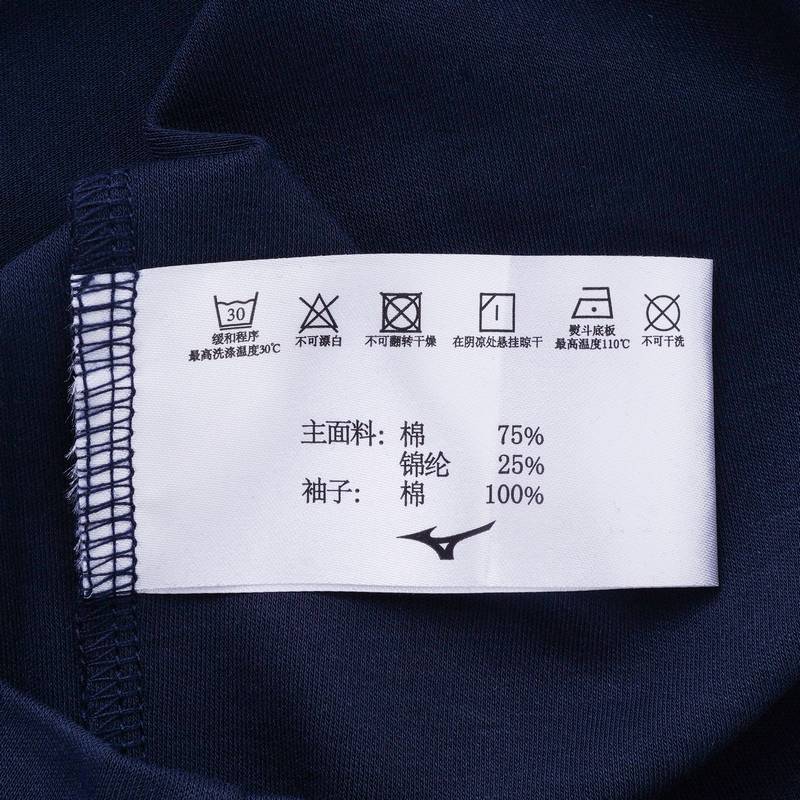 30
缓和程序
最高洗涤温度30℃
不可漂白
不可翻转干燥
在阴凉处悬挂晾干
熨斗底板
最高温度110℃
不可干洗
主面料：棉 75%
锦纶 25%
袖子：棉 100%